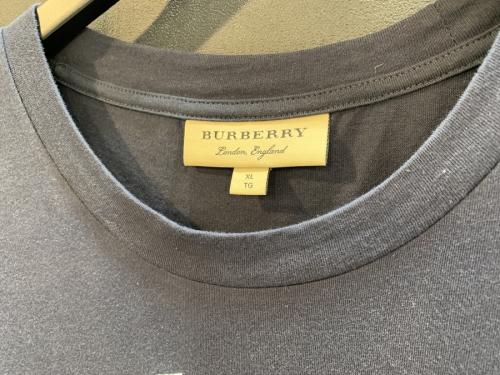 BURBERRY
London, England
XL
TG